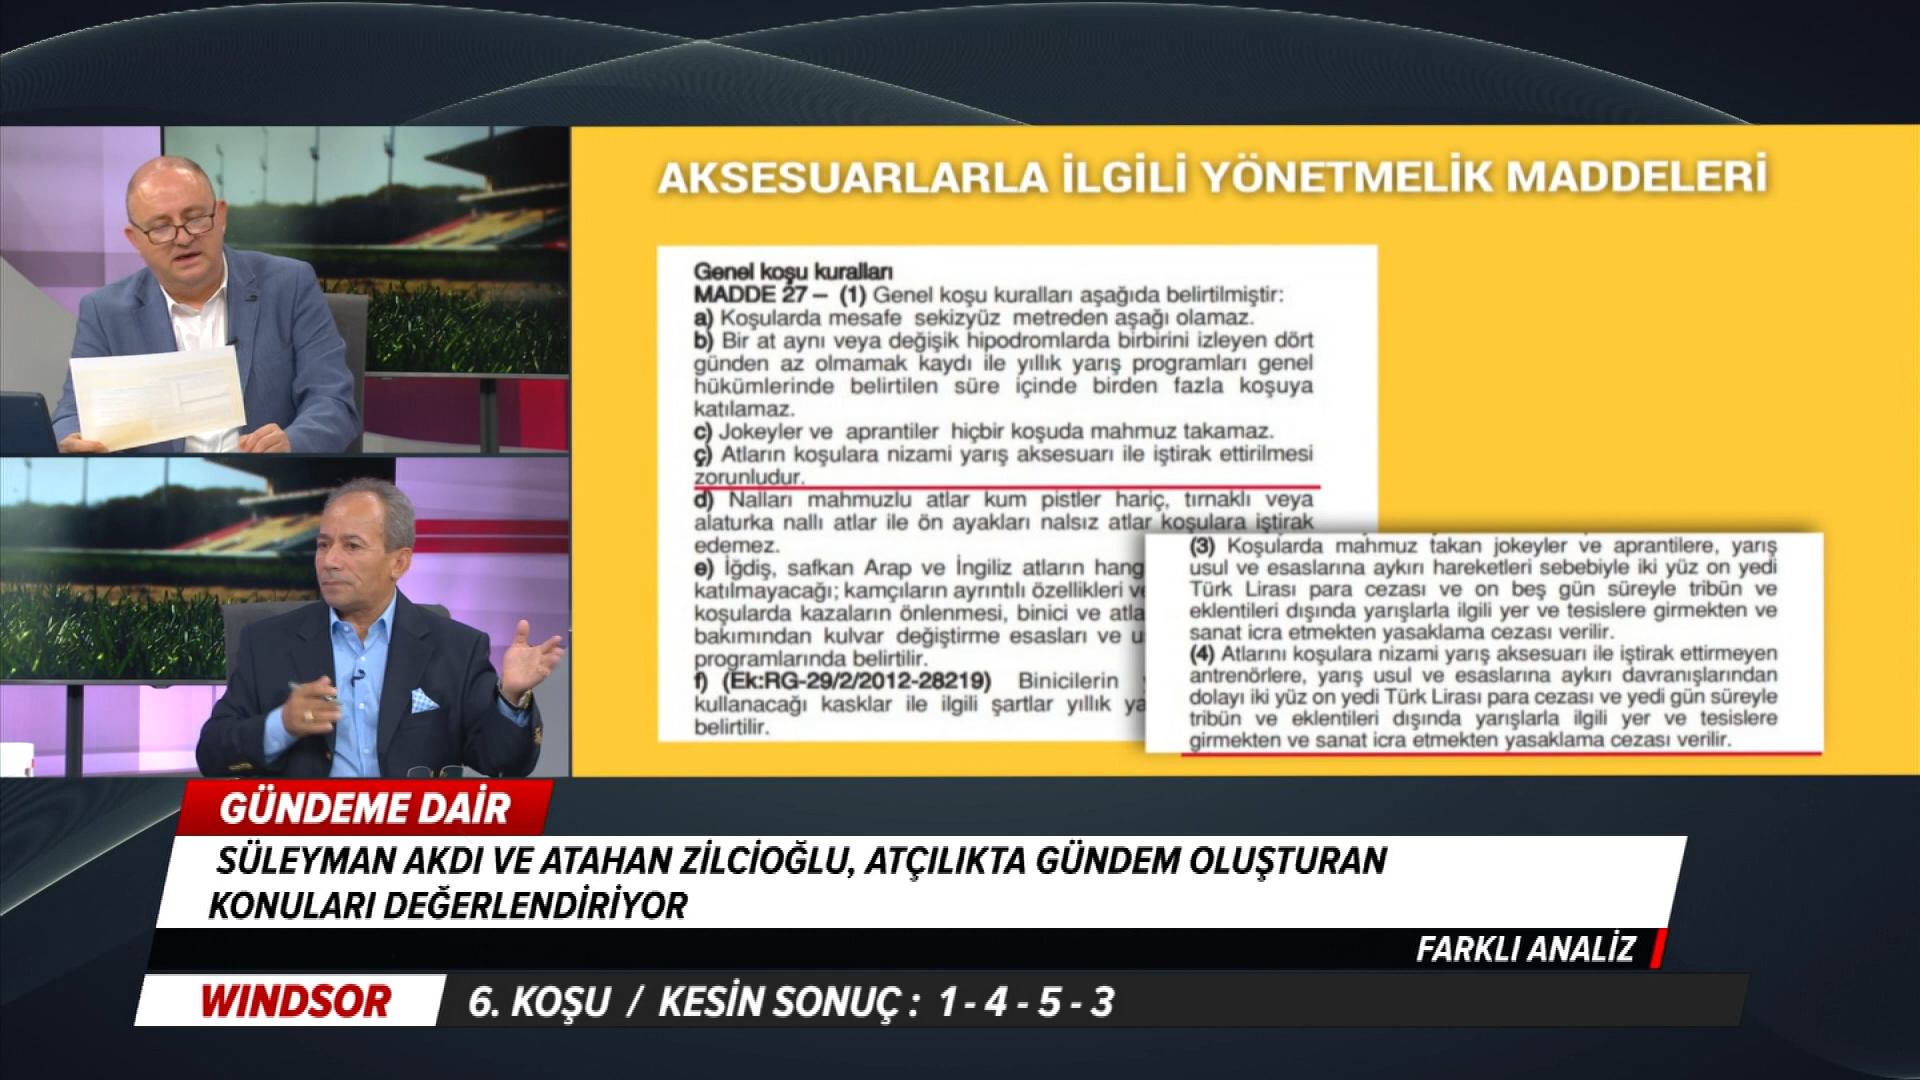 AKSESUARLARLA İLGİLİ YÖNETMELİK MADDELERİ
Genel koşu kuralları
MADDE 27 – (1) Genel koşu kuralları aşağıda belirtilmiştir:
a) Koşularda mesafe sekizyüz metreden aşağı olamaz.
b) Bir at aynı veya değişik hipodromlarda birbirini izleyen dört
günden az olmamak kaydı ile yıllık yarış programları genel
hükümlerinde belirtilen süre içinde birden fazla koşuya
katılamaz.
c) Jokeyler ve aprantiler hiçbir koşuda mahmuz takamaz.
ç) Atların koşulara nizami yarış aksesuarı ile iştirak ettirilmesi
zorunludur.
d) Nalları mahmuzlu atlar kum pistler hariç, tırnaklı veya
alaturka nallı atlar ile ön ayakları nalsız atlar koşulara iştirak
edemez.
e) İğdiş, safkan Arap ve İngiliz atların hang
katılmayacağı; kamçıların ayrıntılı özellikleri ve
koşularda kazaların önlenmesi, binici ve atla
bakımından kulvar değiştirme esasları ve u
programlarında belirtilir.
f) (Ek:RG-29/2/2012-28219) Binicilerin
kullanacağı kasklar ile ilgili şartlar yıllık ya
belirtilir.
(3) Koşularda mahmuz takan jokeyler ve aprantilere, yarış
usul ve esaslarına aykırı hareketleri sebebiyle iki yüz on yedi
Türk Lirası para cezası ve on beş gün süreyle tribün ve
eklentileri dışında yarışlarla ilgili yer ve tesislere girmekten ve
sanat icra etmekten yasaklama cezası verilir.
(4) Atlarını koşulara nizami yarış aksesuarı ile iştirak ettirmeyen
antrenörlere, yarış usul ve esaslarına aykırı davranışlarından
dolayı iki yüz on yedi Türk Lirası para cezası ve yedi gün süreyle
tribün ve eklentileri dışında yarışlarla ilgili yer ve tesislere
girmekten ve sanat icra etmekten yasaklama cezası verilir.
GÜNDEME DAİR
SÜLEYMAN AKDI VE ATAHAN ZİLCİOĞLU, ATÇILIKTA GÜNDEM OLUŞTURAN
KONULARI DEĞERLENDİRİYOR
FARKLI ANALİZ
WINDSOR 6. KOŞU / KESİN SONUÇ : 1 - 4 - 5 - 3